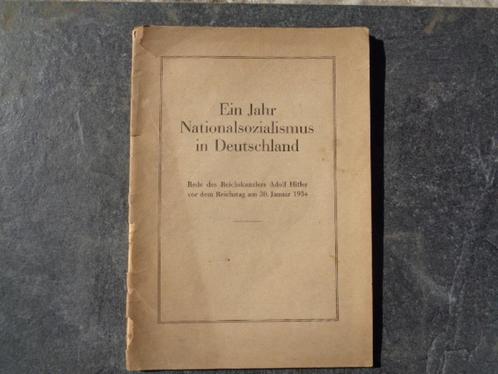 Ein Jahr
Nationalsozialismus
in Deutschland
Rede des Reichskanzlers Adolf Hitler
vor dem Reichstag am 30. Januar 1934